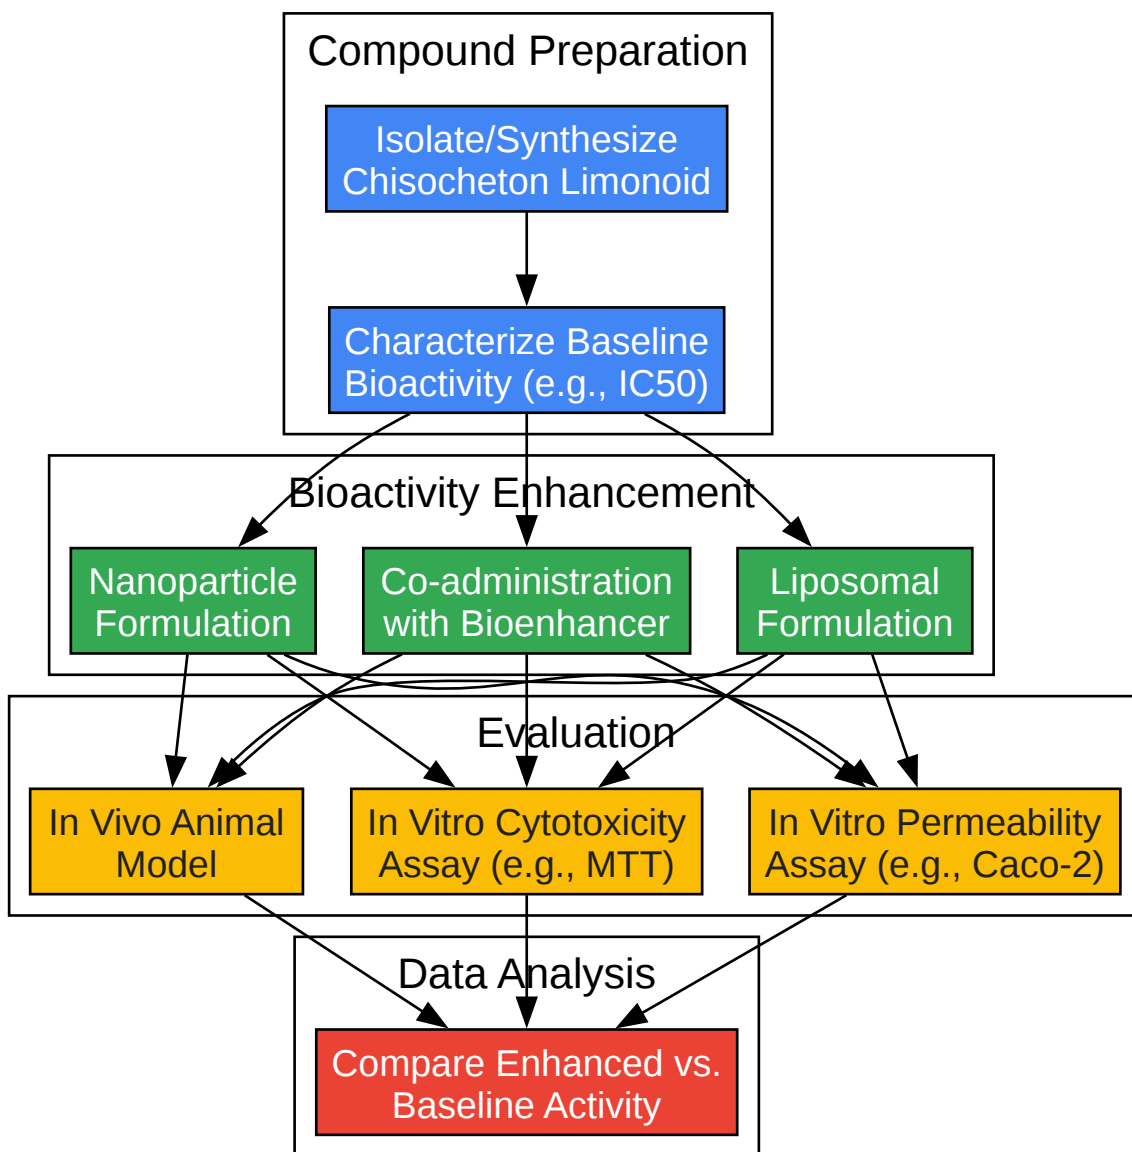 Compound Preparation
Isolate/Synthesize
Chisocheton Limonoid
Characterize Baseline
Bioactivity (e.g., IC50)
Bioactivity Enhancement
Nanoparticle
Formulation
Co-administration
with Bioenhancer
Liposomal
Formulation
Evaluation
In Vivo Animal
Model
In Vitro Cytotoxicity
Assay (e.g., MTT)
In Vitro Permeability
Assay (e.g., Caco-2)
Data Analysis
Compare Enhanced vs.
Baseline Activity